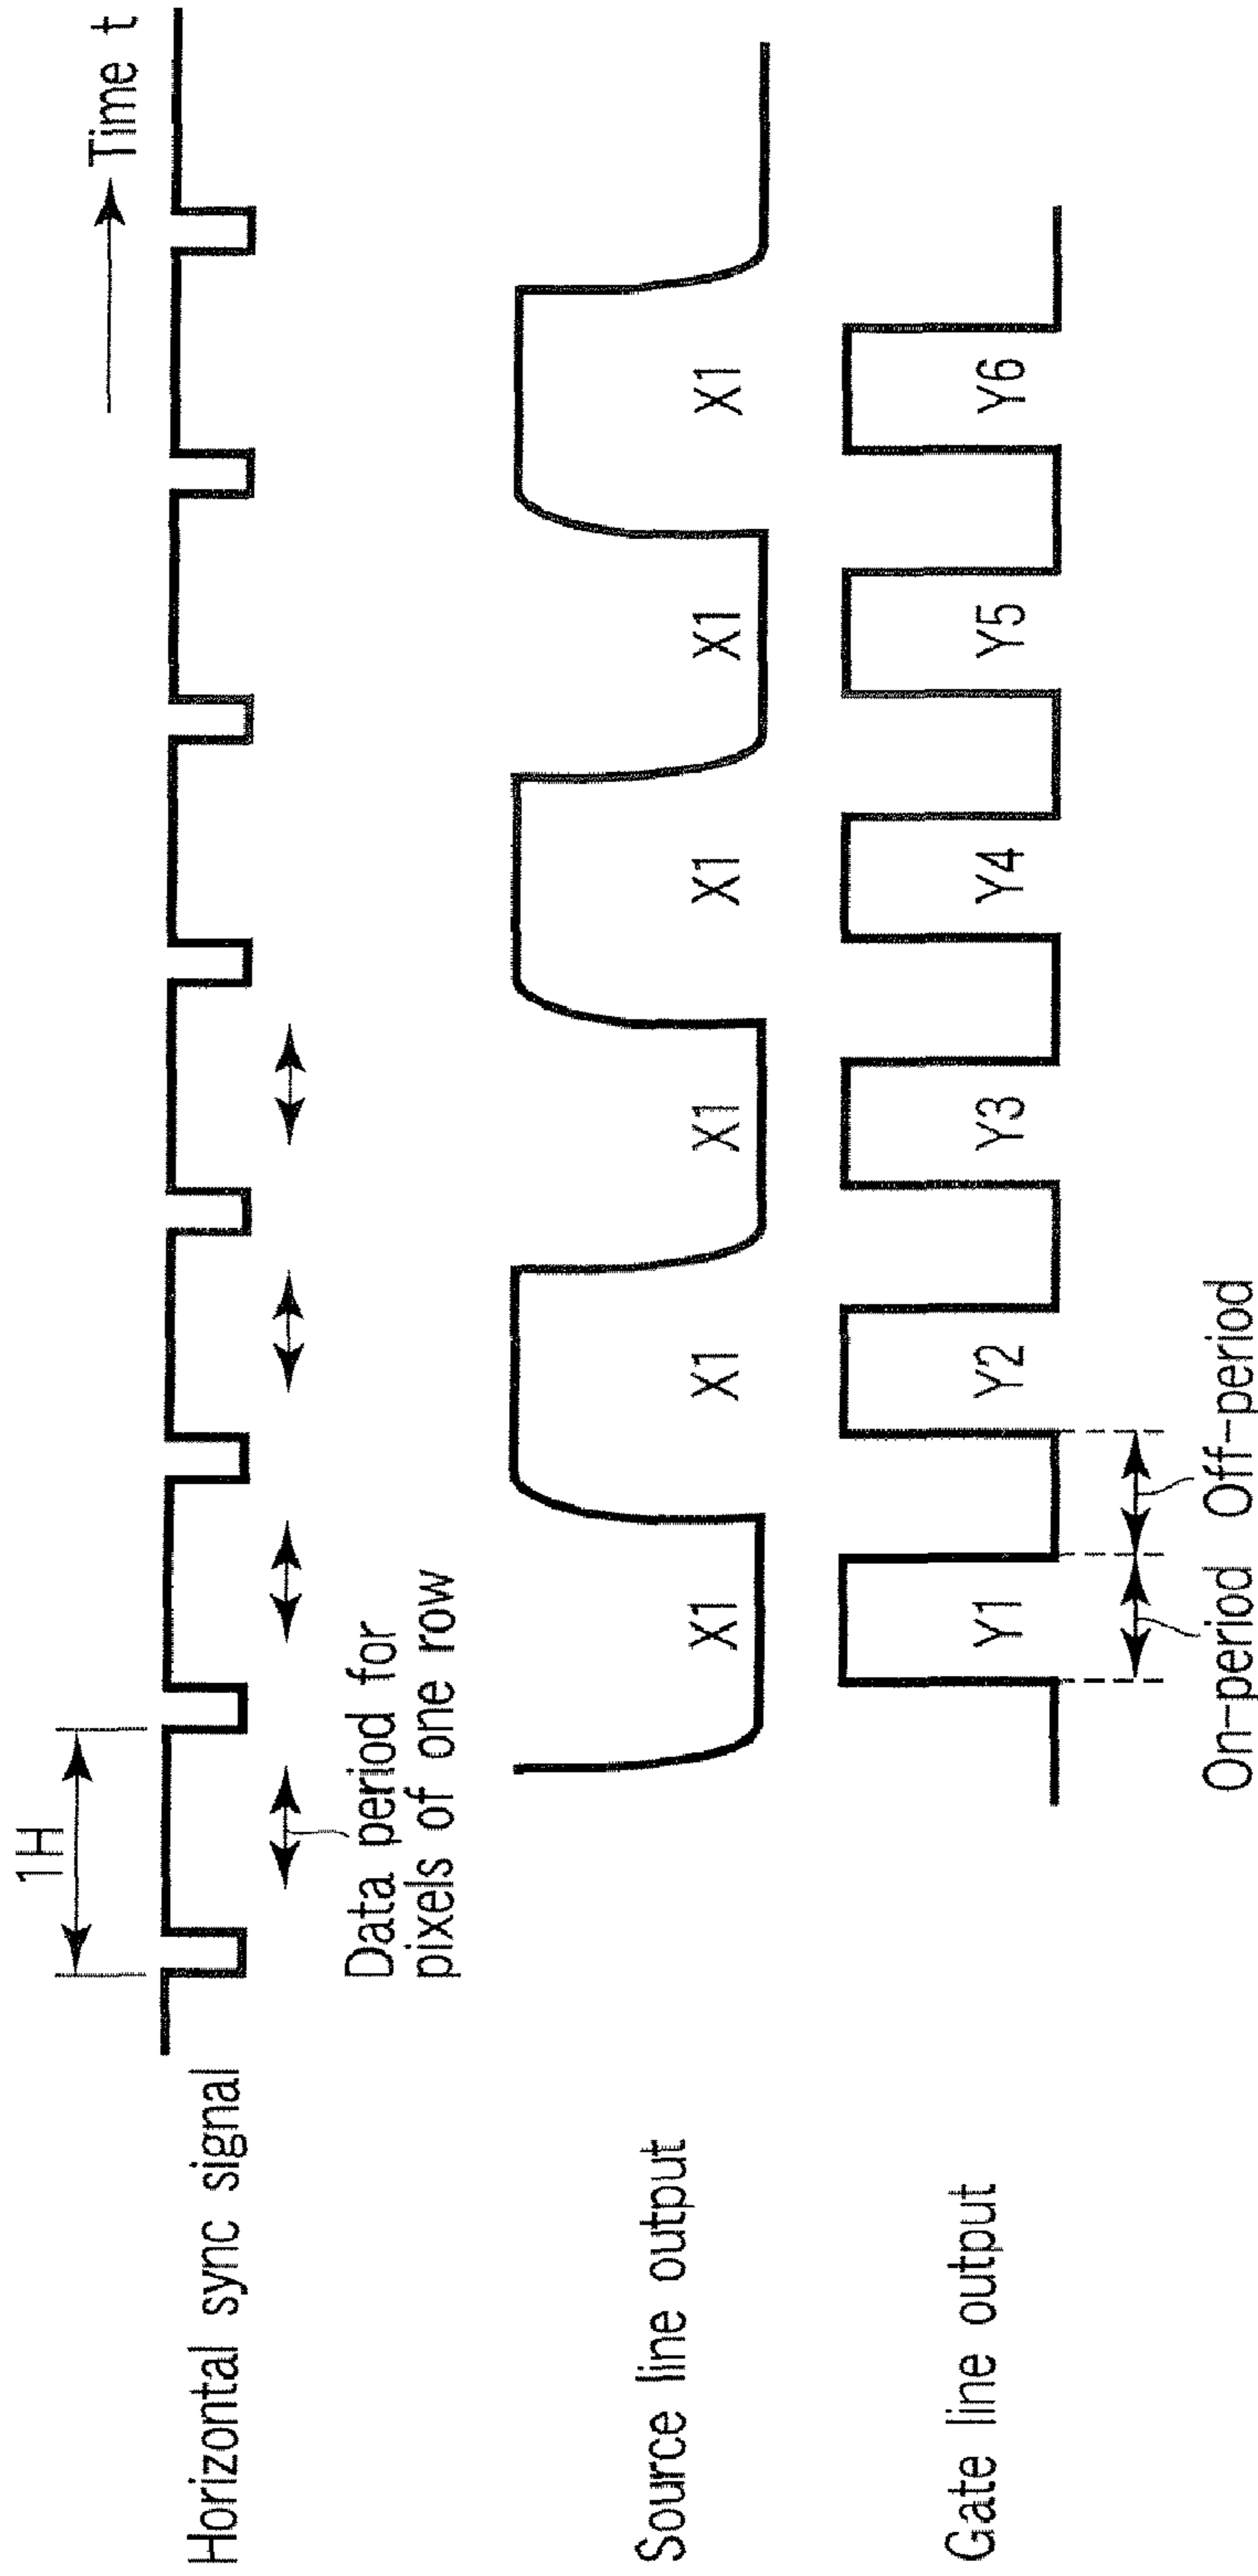 Time t
1H
Horizontal sync signal
Data period for
pixels of one row
Source line output
X1 X1 X1 X1 X1 X1
Gate line output
Y1 Y2 Y3 Y4 Y5 Y6
On-period Off-period